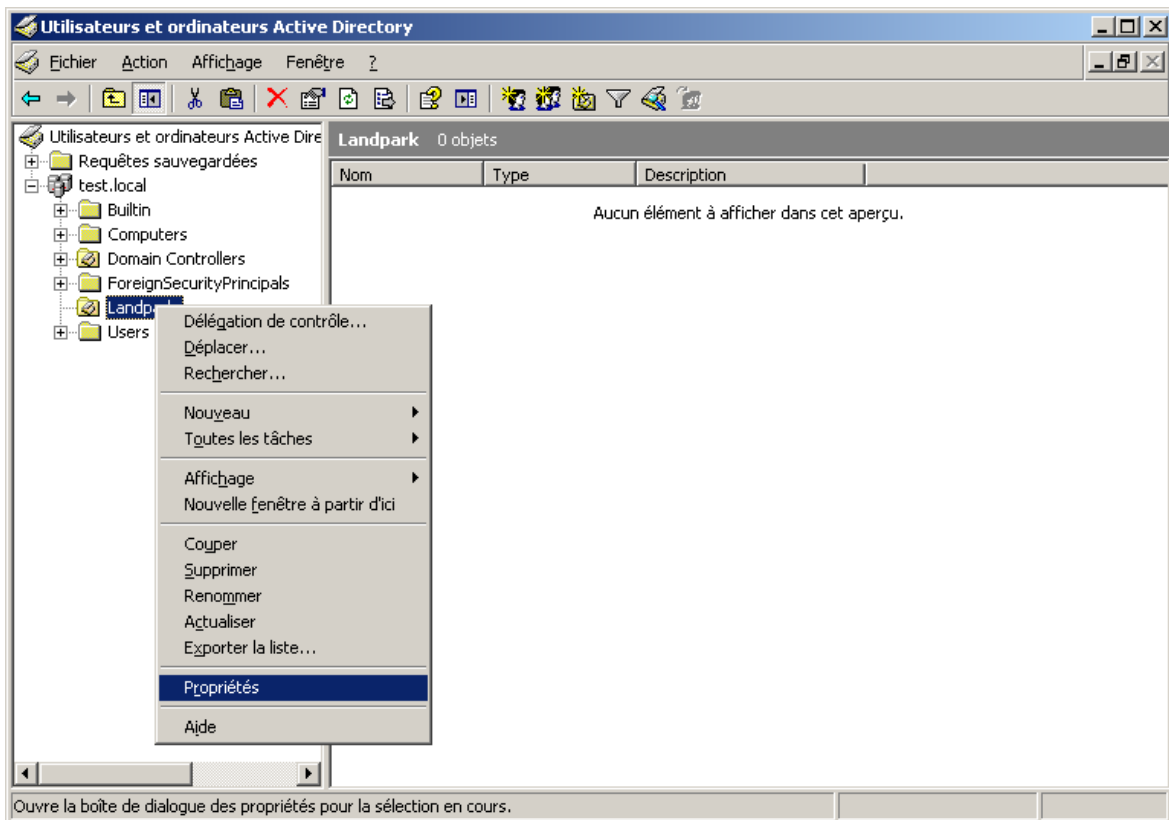 Utilisateurs et ordinateurs Active Directory
Fichier Action Affichage Fenêtre ?
Utilisateurs et ordinateurs Active Dire
Landpark 0 objets
Requêtes sauvegardées
Nom Type Description
test.local
Aucun élément à afficher dans cet aperçu.
Builtin
Computers
Domain Controllers
ForeignSecurityPrincipals
Landp
Users
Délégation de contrôle...
Déplacer...
Rechercher...
Nouveau
Toutes les tâches
Affichage
Nouvelle fenêtre à partir d'ici
Couper
Supprimer
Renommer
Actualiser
Exporter la liste...
Propriétés
Aide
Ouvre la boîte de dialogue des propriétés pour la sélection en cours.